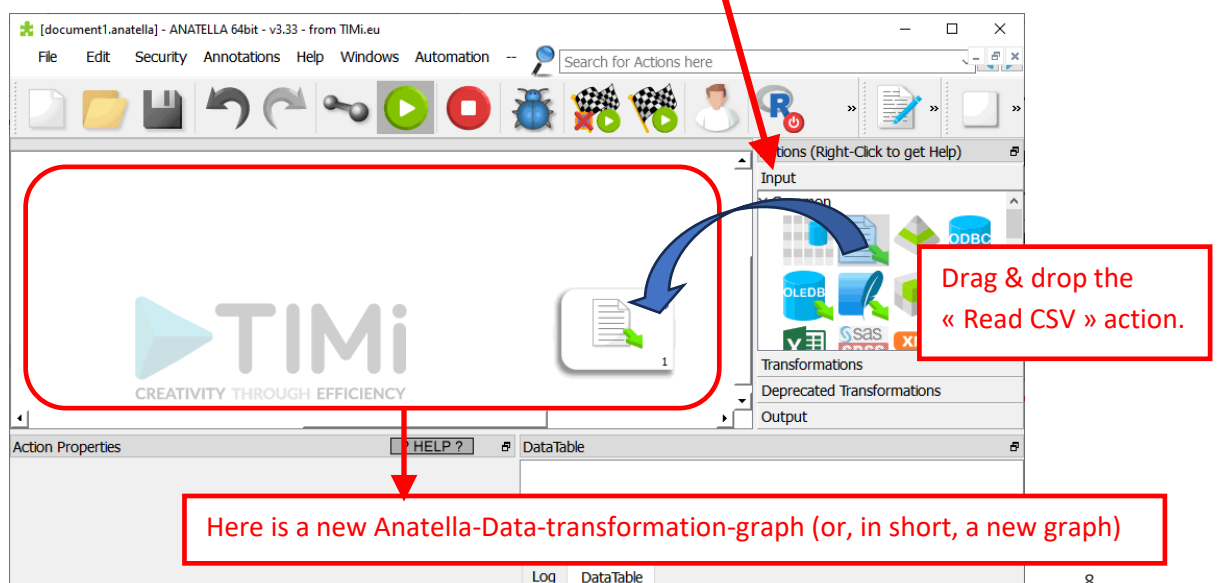 [document1.anatella] - ANATELLA 64bit - v3.33 - from TIMi.eu
File Edit Security Annotations Help Windows Automation -- Search for Actions here
R
» » »
tions (Right-Click to get Help)
Input
ODBC
OLEDB
Drag & drop the
« Read CSV » action.
sas
TIMi
CREATIVITY THROUGH EFFICIENCY
1
Transformations
Deprecated Transformations
Output
Action Properties ? HELP ? DataTable
Here is a new Anatella-Data-transformation-graph (or, in short, a new graph)
Log DataTable
8